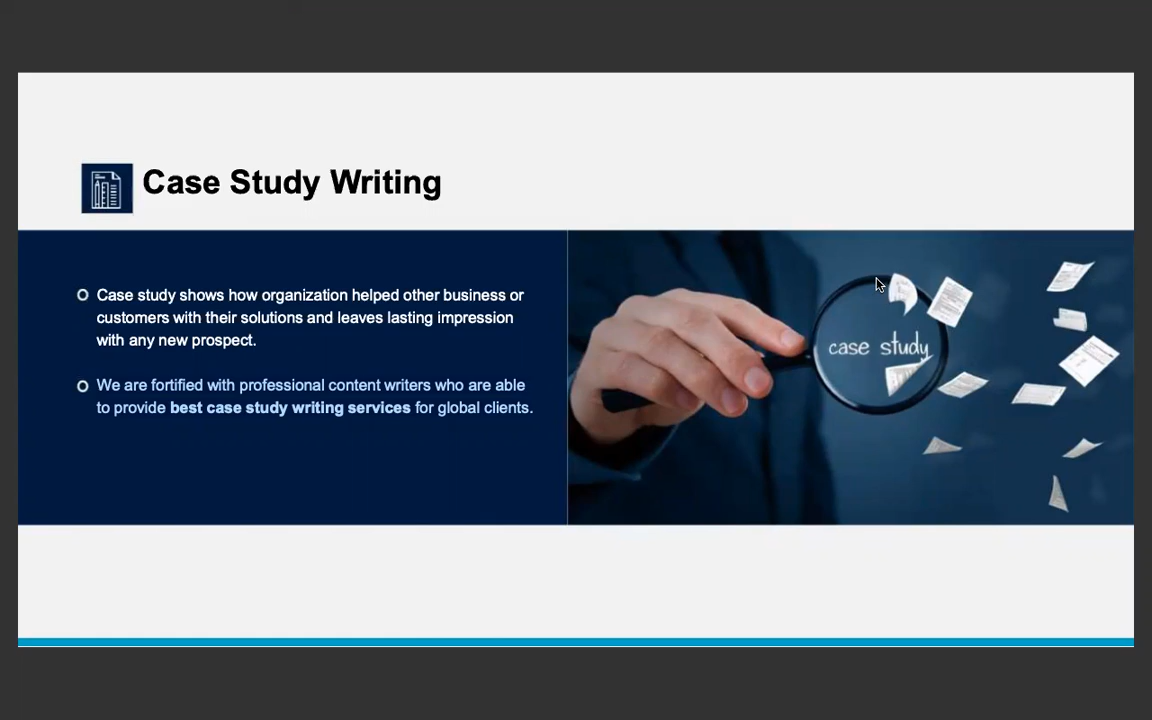 Case Study Writing
Case study shows how organization helped other business or
customers with their solutions and leaves lasting impression
with any new prospect.
We are fortified with professional content writers who are able
to provide best case study writing services for global clients.
case study